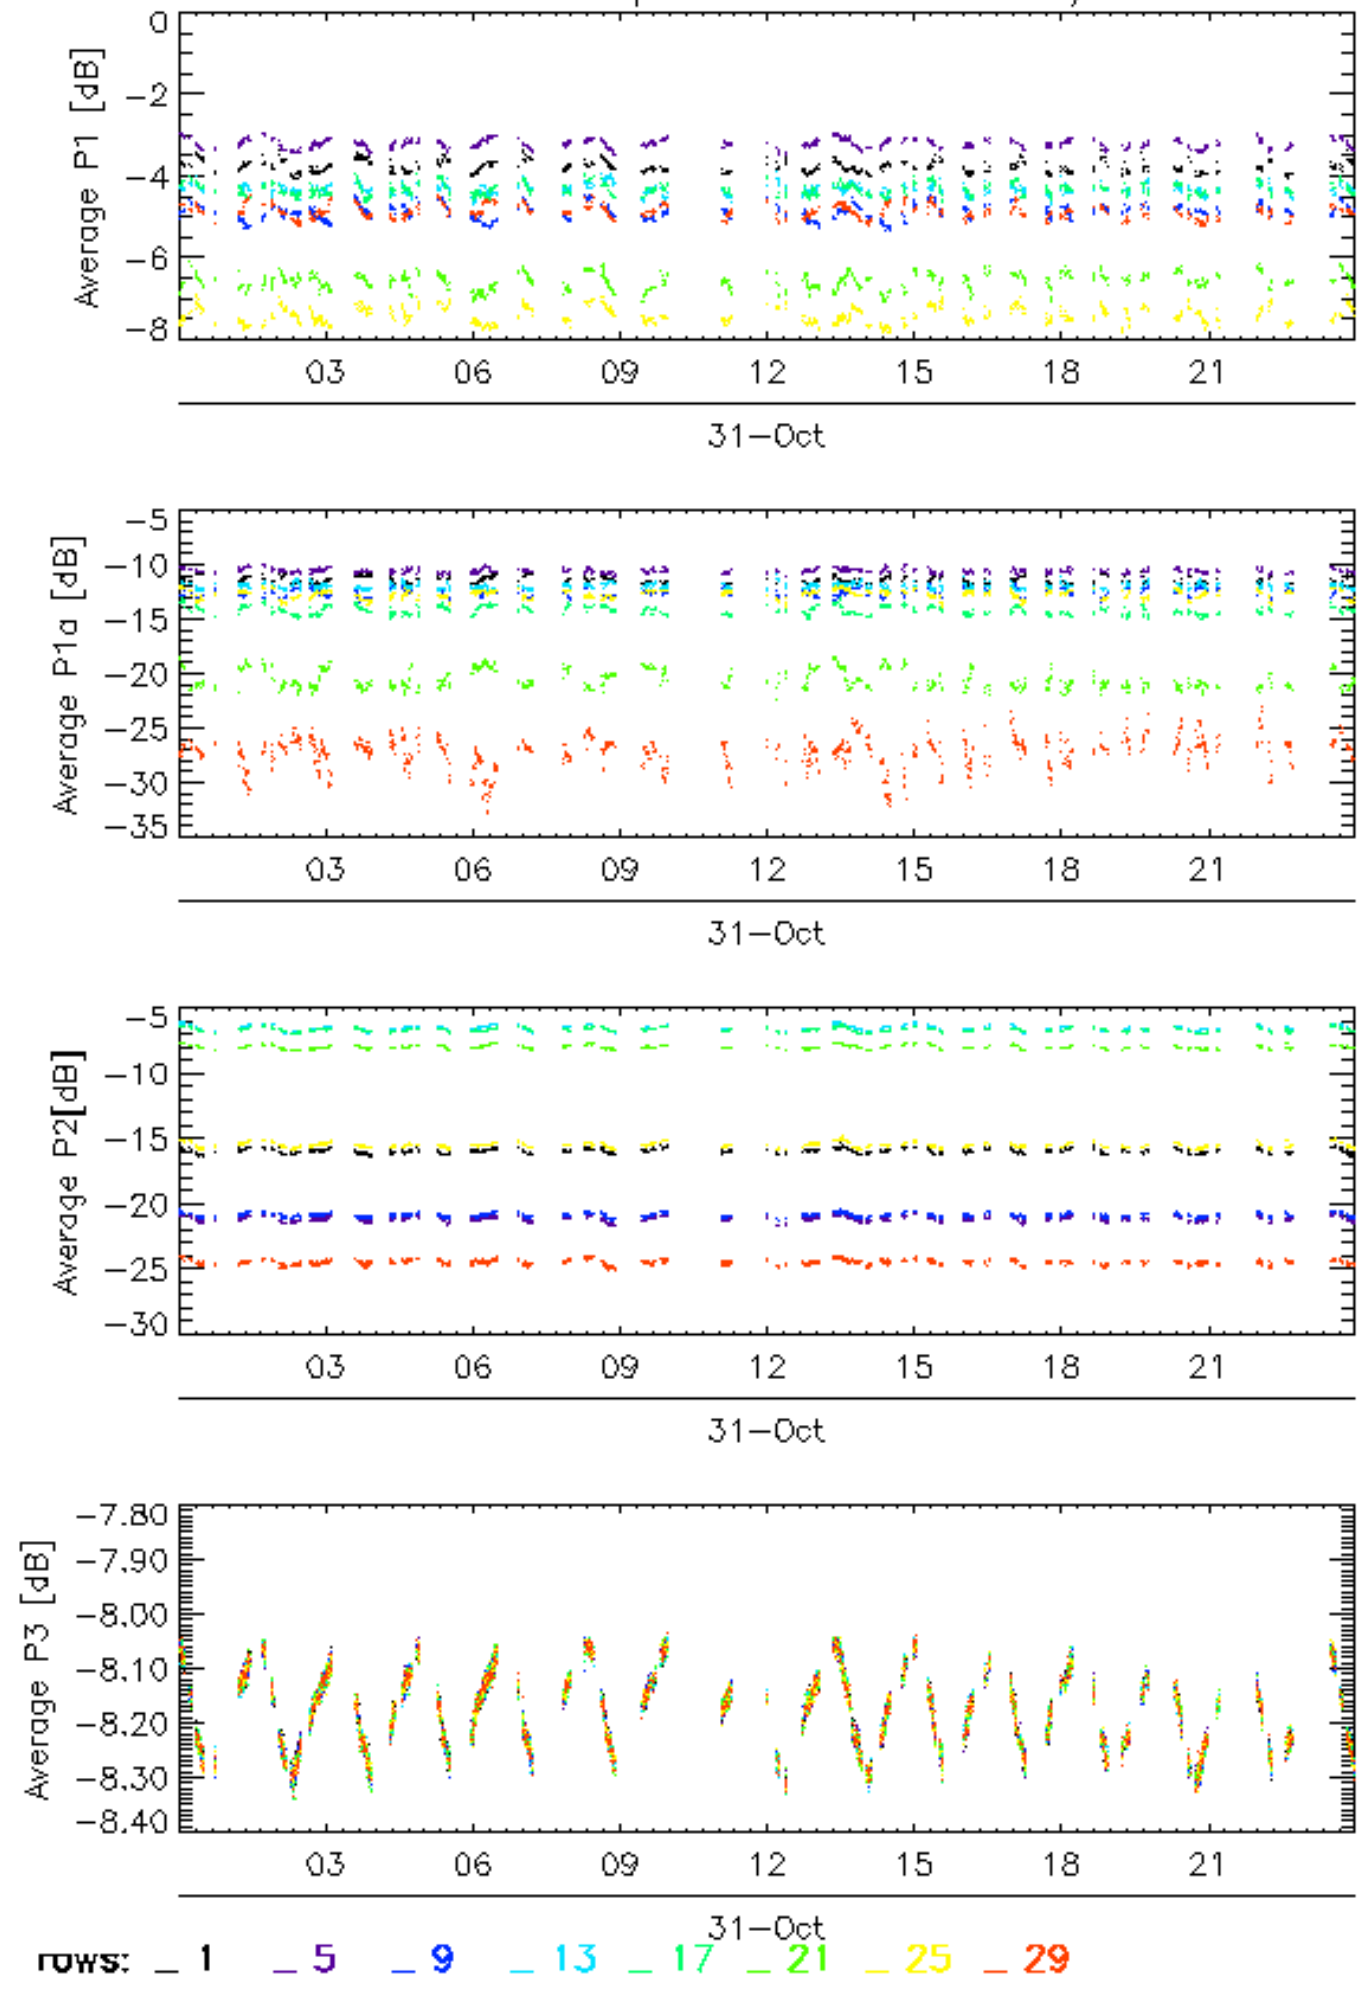 Average P1 [dB]
0
-2
-4
-6
-8
03 06 09 12 15 18 21
31-Oct
Average P1a [dB]
-5
-10
-15
-20
-25
-30
-35
03 06 09 12 15 18 21
31-Oct
Average P2[dB]
-5
-10
-15
-20
-25
-30
03 06 09 12 15 18 21
31-Oct
Average P3 [dB]
-7.80
-7.90
-8.00
-8.10
-8.20
-8.30
-8.40
03 06 09 12 15 18 21
31-Oct
rows: _ 1 _ 5 _ 9 _ 13 _ 17 _ 21 _ 25 _ 29